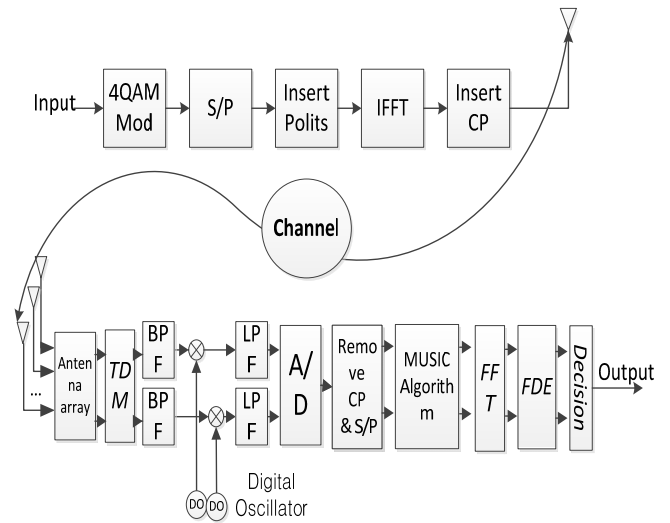 Input
4QAM
Mod
S/P
Insert
Polits
IFFT
Insert
CP
Channel
Anten
na
array
...
TD
M
BP
F
BP
F
LP
F
LP
F
A/
D
Remo
ve
CP
& S/P
MUSIC
Algorith
m
FF
T
FDE
Decision
Output
DO
DO
Digital
Oscillator